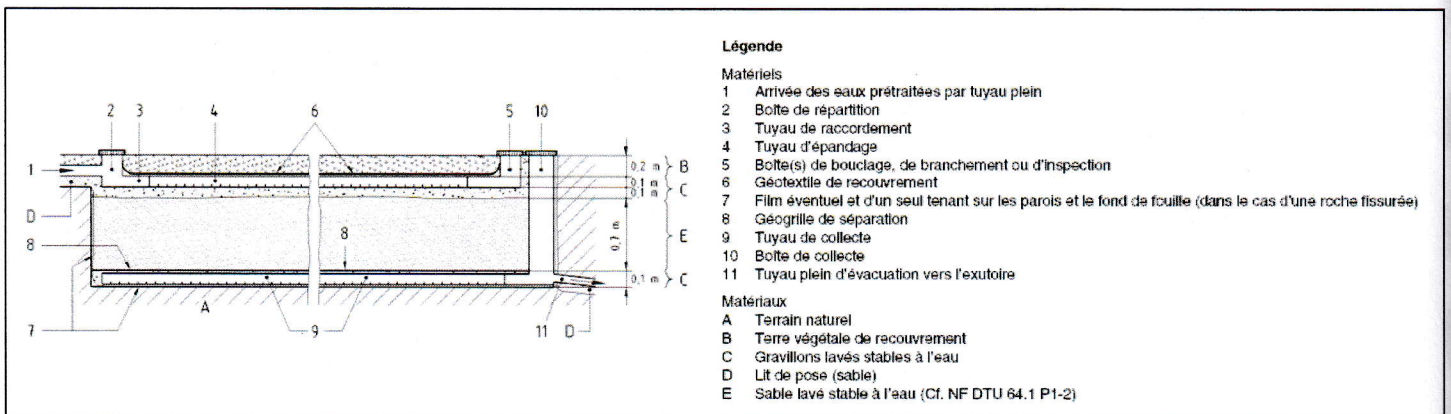 2 3 4 6 5 10
1
0,2 m B
0,1 m
0,1 m C
D
0,7 m E
8
8
0,1 m C
A
7 9 11 D
Légende
Matériels
1 Arrivée des eaux prétraitées par tuyau plein
2 Boîte de répartition
3 Tuyau de raccordement
4 Tuyau d'épandage
5 Boîte(s) de bouclage, de branchement ou d'inspection
6 Géotextile de recouvrement
7 Film éventuel et d'un seul tenant sur les parois et le fond de fouille (dans le cas d'une roche fissurée)
8 Géogrille de séparation
9 Tuyau de collecte
10 Boîte de collecte
11 Tuyau plein d'évacuation vers l'exutoire
Matériaux
A Terrain naturel
B Terre végétale de recouvrement
C Gravillons lavés stables à l'eau
D Lit de pose (sable)
E Sable lavé stable à l'eau (Cf. NF DTU 64.1 P1-2)